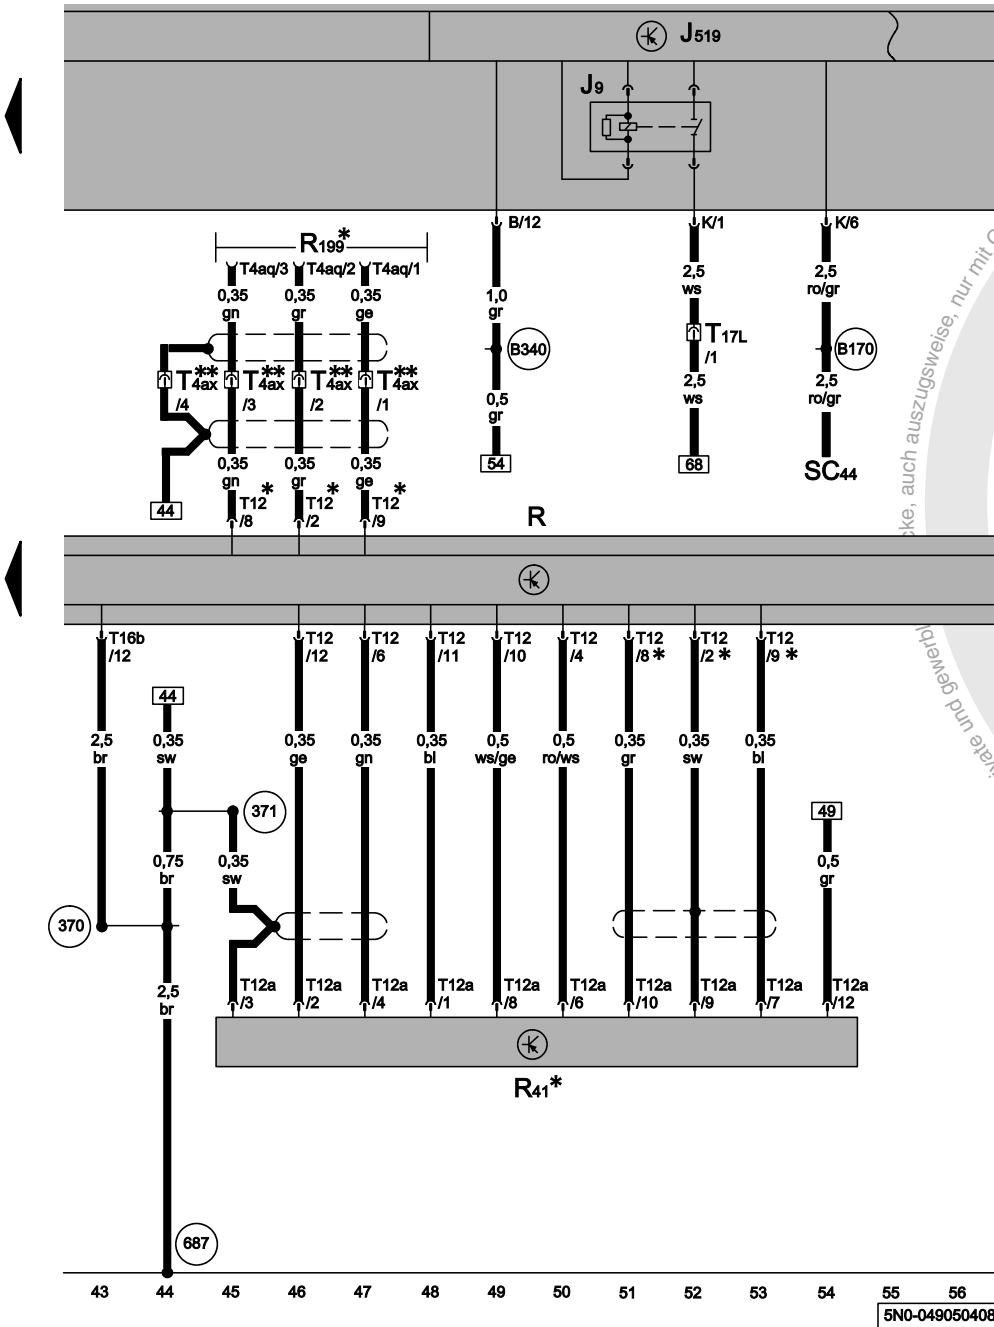 J519
J9
B/12
K/1
K/6
R199*
T4aq/3 T4aq/2 T4aq/1
0,35 0,35 0,35
gn gr ge
1,0
gr
2,5
ws
2,5
ro/gr
B340
T17L
/1
B170
T4ax** T4ax** T4ax** T4ax**
/4 /3 /2 /1
0,5
gr
2,5
ws
2,5
ro/gr
54
68
SC44
0,35 0,35 0,35
gn gr ge
T12* T12* T12*
/8 /2 /9
44
R
T16b T12 T12 T12 T12 T12 T12 T12 T12
/12 /12 /6 /11 /10 /4 /8* /2* /9*
44
2,5 0,35 0,35 0,35 0,35 0,5 0,5 0,35 0,35 0,35
br sw ge gn bl ws/ge ro/ws gr sw bl
371
49
0,75 0,35 0,5
br sw gr
370
2,5
br
T12a T12a T12a T12a T12a T12a T12a T12a T12a T12a
/3 /2 /4 /1 /8 /6 /10 /9 /7 /12
R41*
687
43 44 45 46 47 48 49 50 51 52 53 54 55 56
5N0-049050408
cke, auch auszugsweise, nur mit
und gewerbl